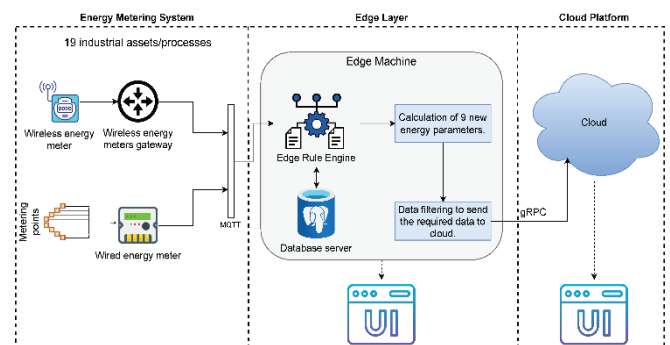 Energy Metering System
Edge Layer
Cloud Platform
19 industrial assets/processes
Wireless energy
meter
Wireless energy
meters gateway
Metering
points
Wired energy meter
MQTT
Edge Machine
Edge Rule Engine
Database server
Calculation of 9 new
energy parameters.
Data filtering to send
the required data to
cloud.
gRPC
Cloud
UI
UI